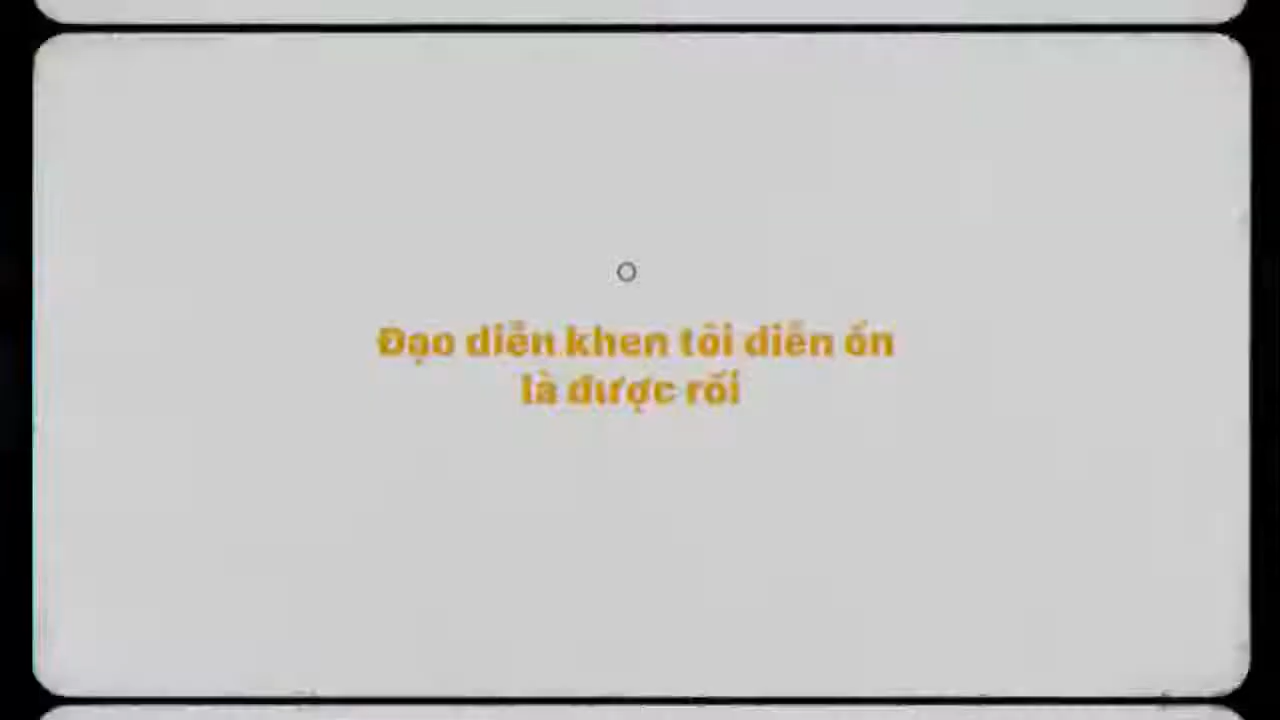 Đạo diễn khen tôi diễn ổn
là được rồi